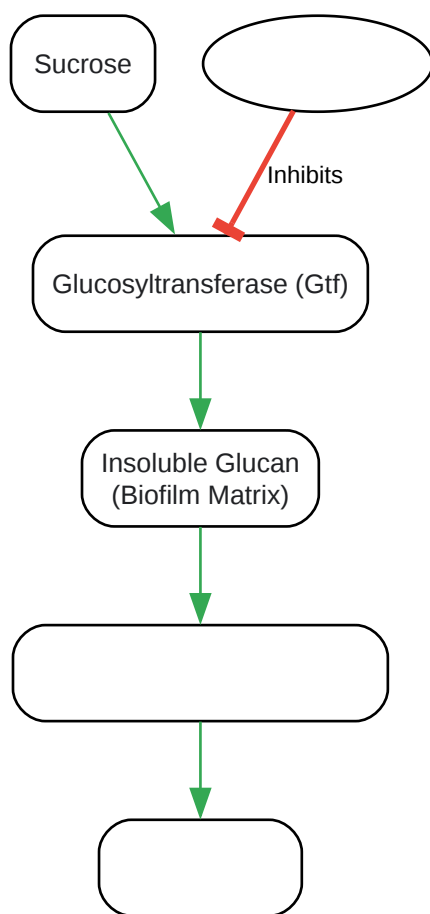 Sucrose
Inhibits
Glucosyltransferase (Gtf)
Insoluble Glucan
(Biofilm Matrix)